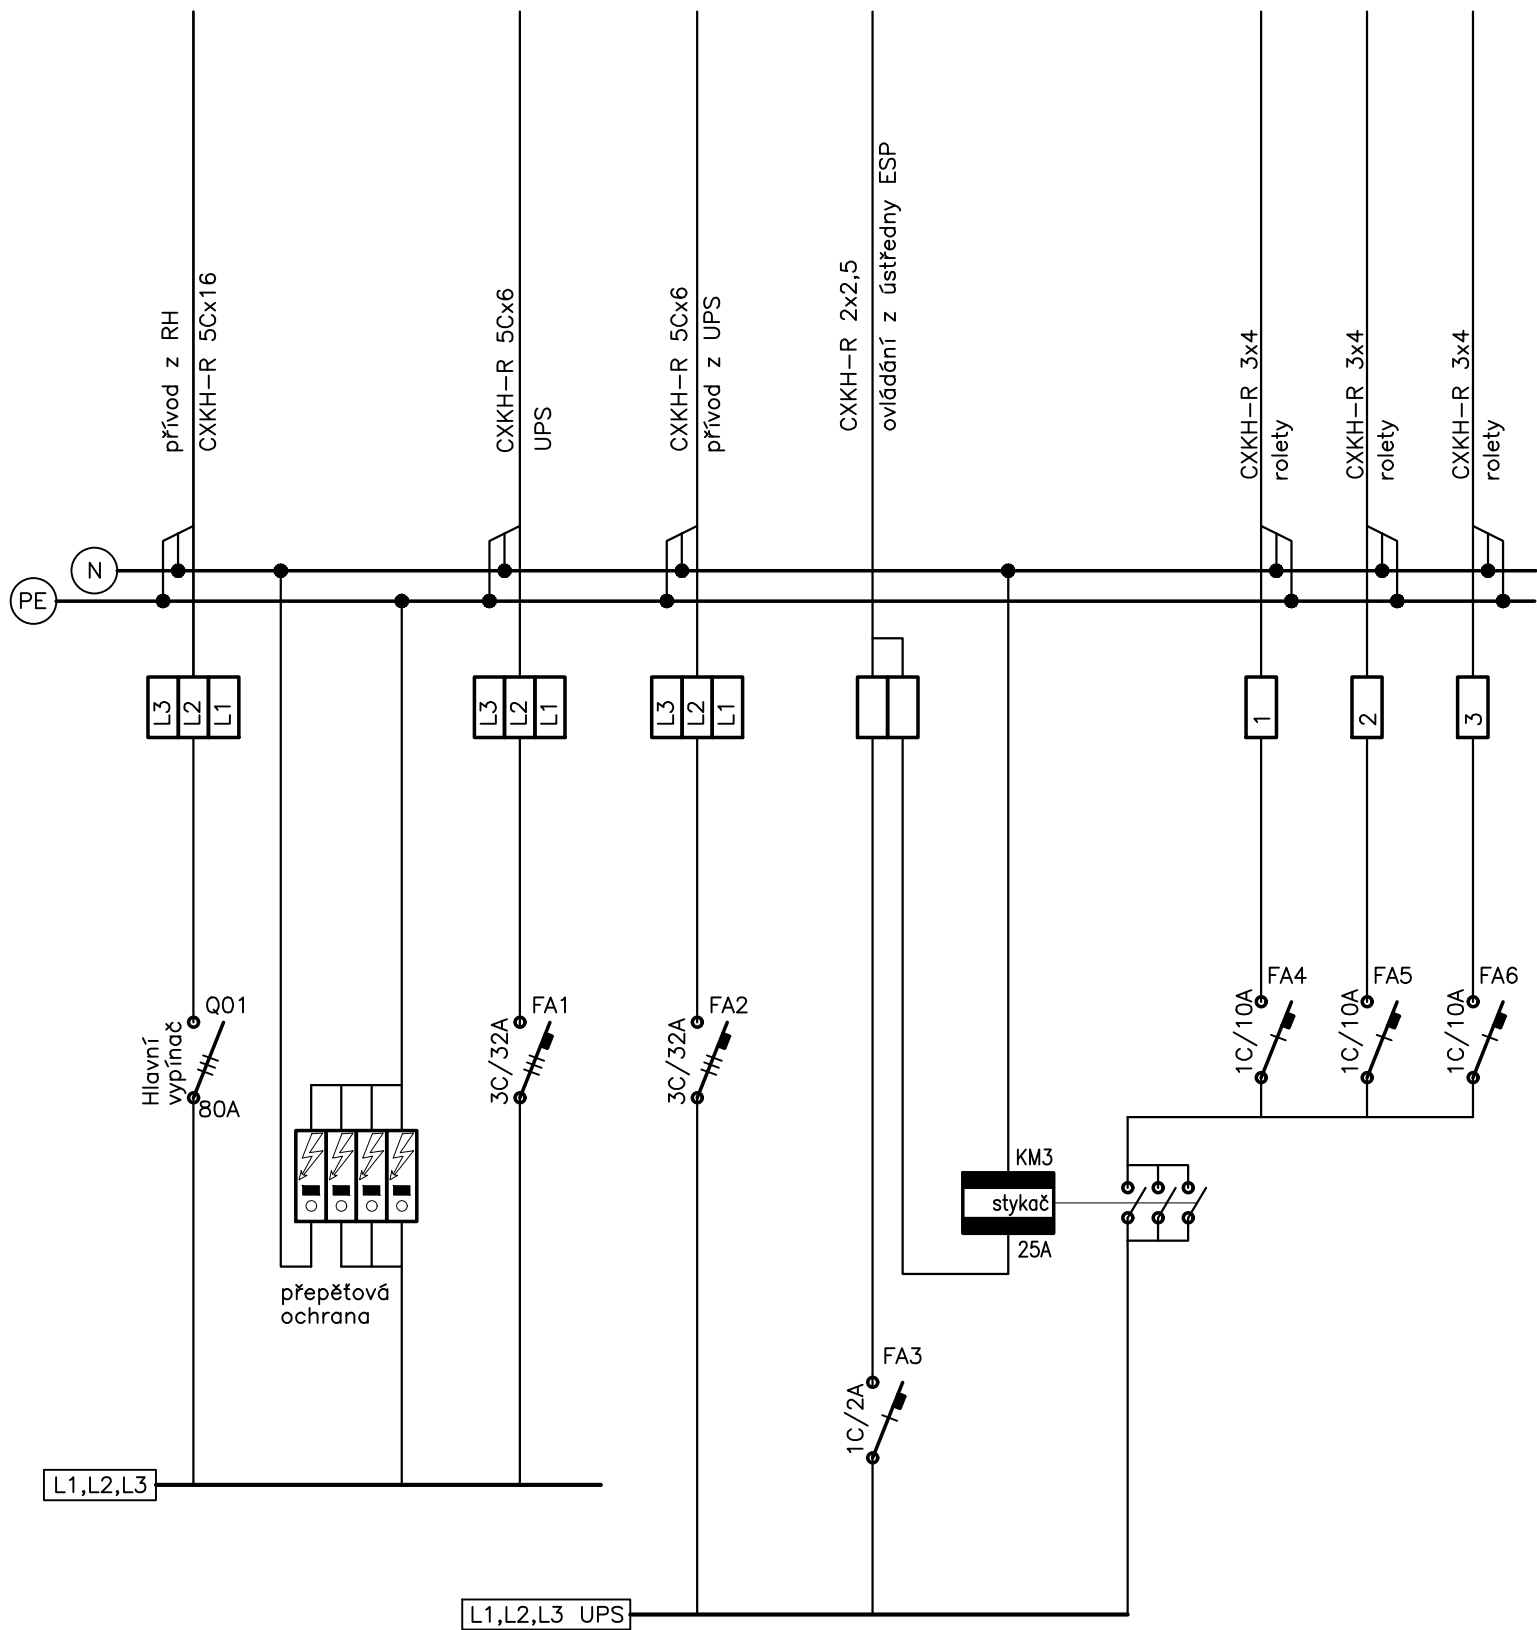 přívod z RH
CXKH-R 5Cx16
CXKH-R 5Cx6
UPS
CXKH-R 5Cx6
přívod z UPS
CXKH-R 2x2,5
ovládání z ústředny ESP
CXKH-R 3x4
rolety
CXKH-R 3x4
rolety
CXKH-R 3x4
rolety
N
PE
L3
L2
L1
L3
L2
L1
L3
L2
L1
1
2
3
Q01
Hlavní
vypínač
80A
FA1
3C/32A
FA2
3C/32A
FA4
1C/10A
FA5
1C/10A
FA6
1C/10A
KM3
stykač
25A
přepěťová
ochrana
FA3
1C/2A
L1,L2,L3
L1,L2,L3 UPS